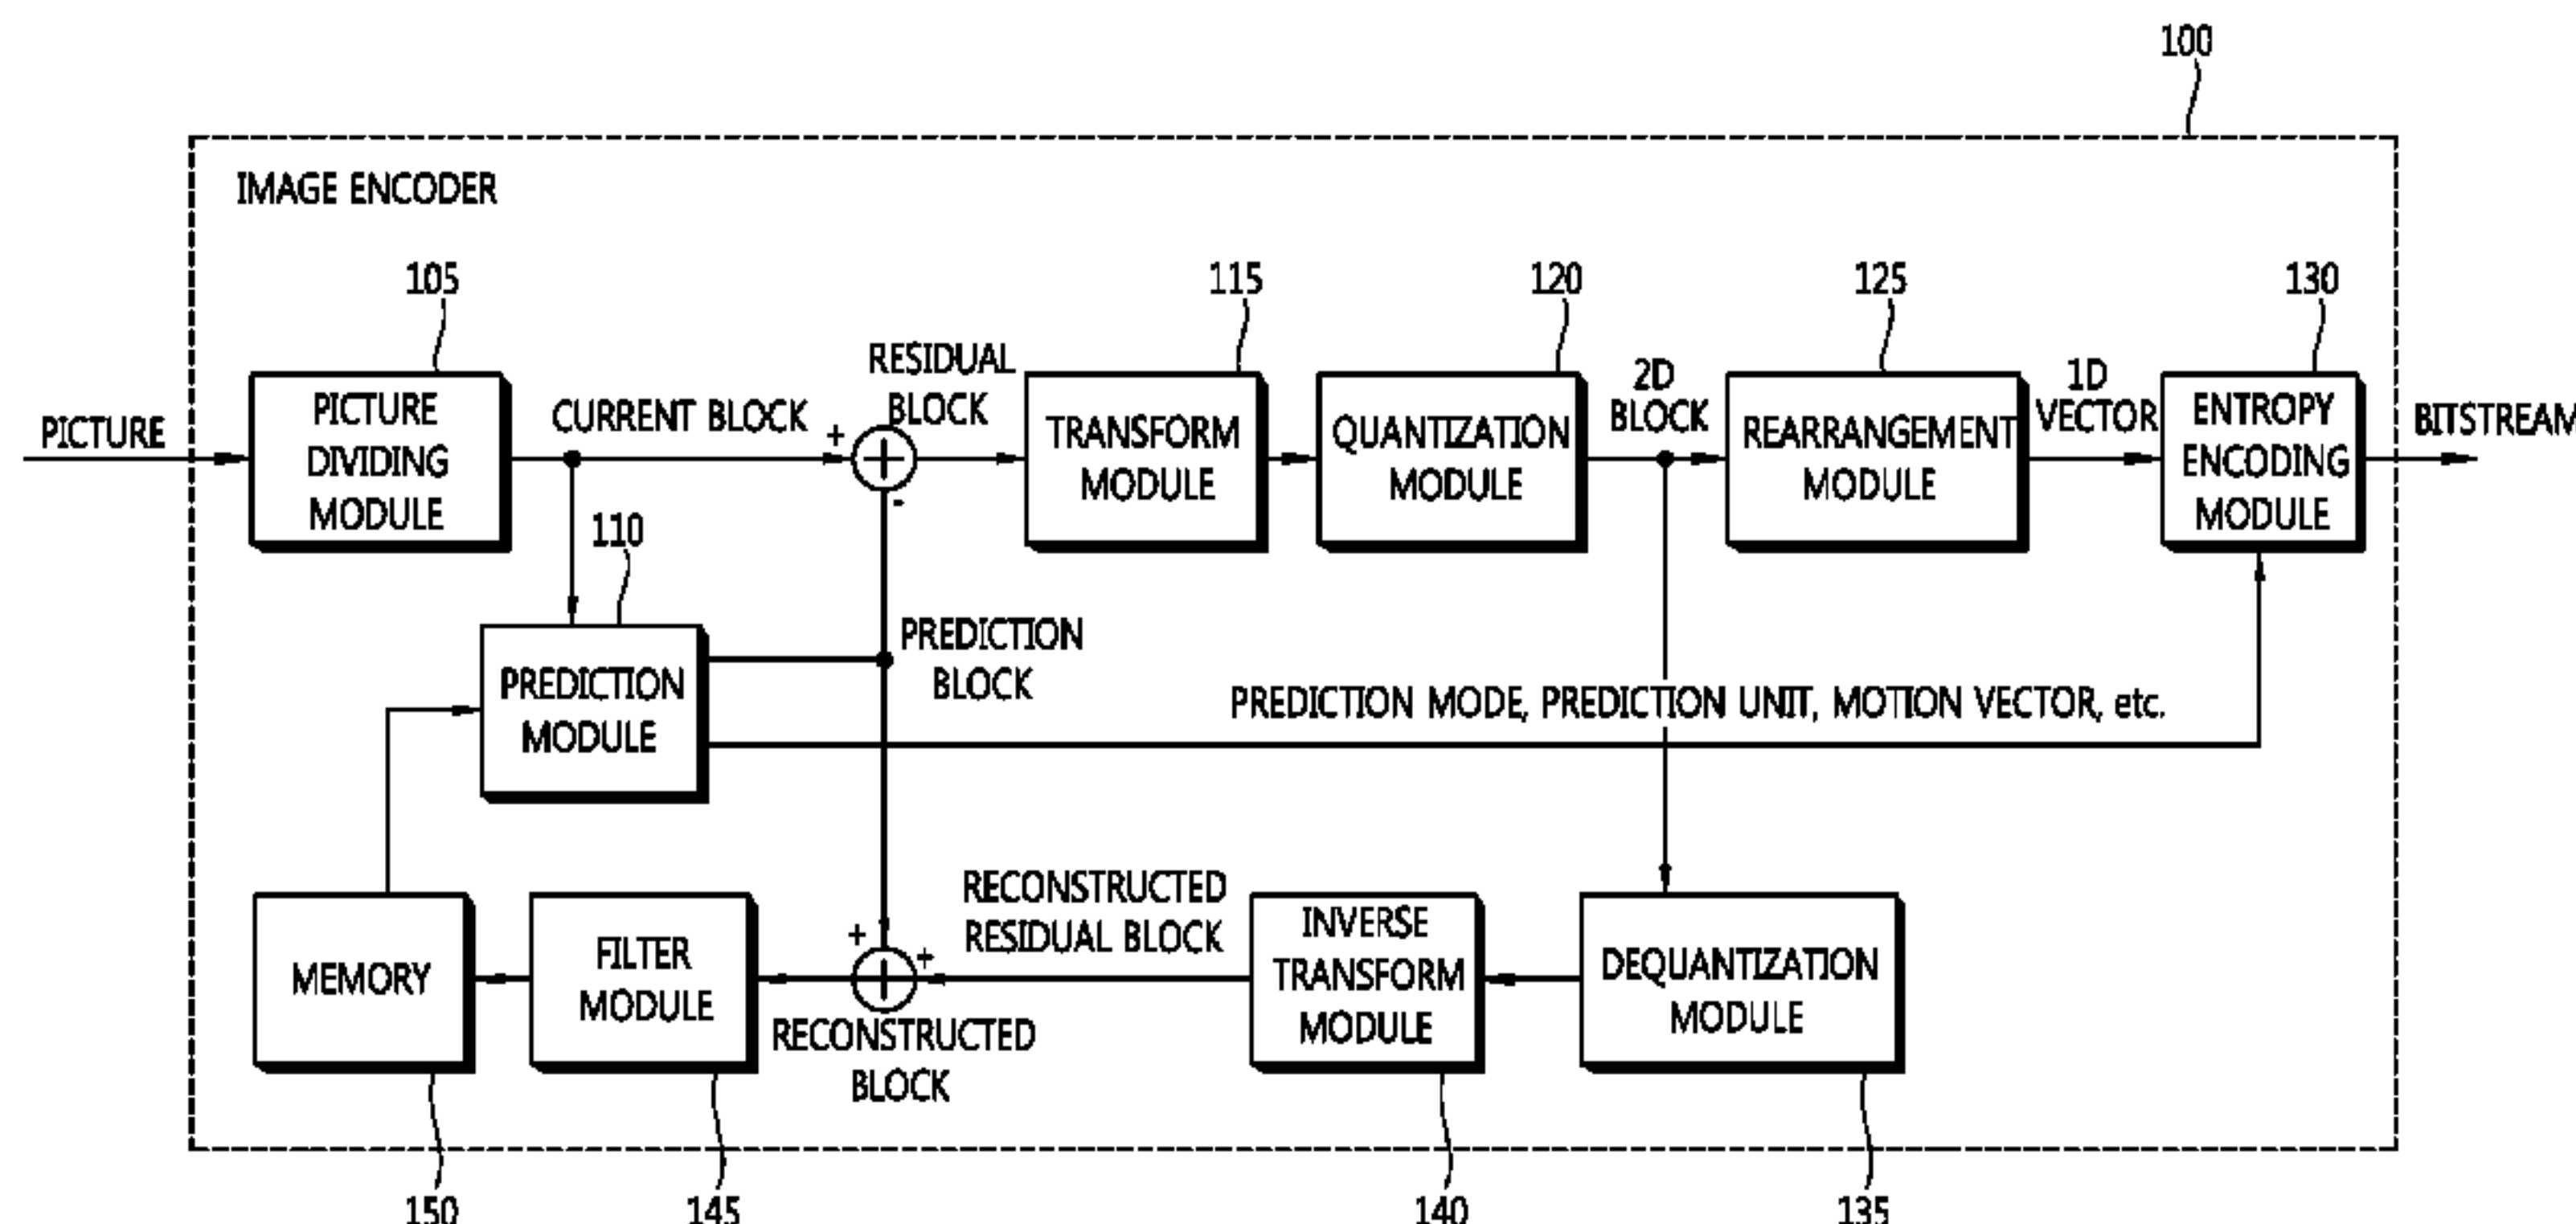 100
IMAGE ENCODER
105
115
120
125
130
PICTURE
PICTURE
DIVIDING
MODULE
CURRENT BLOCK
+
-
RESIDUAL
BLOCK
TRANSFORM
MODULE
QUANTIZATION
MODULE
2D
BLOCK
REARRANGEMENT
MODULE
1D
VECTOR
ENTROPY
ENCODING
MODULE
BITSTREAM
110
PREDICTION
MODULE
PREDICTION
BLOCK
PREDICTION MODE, PREDICTION UNIT, MOTION VECTOR, etc.
MEMORY
FILTER
MODULE
+
+
RECONSTRUCTED
BLOCK
RECONSTRUCTED
RESIDUAL BLOCK
INVERSE
TRANSFORM
MODULE
DEQUANTIZATION
MODULE
150
145
140
135